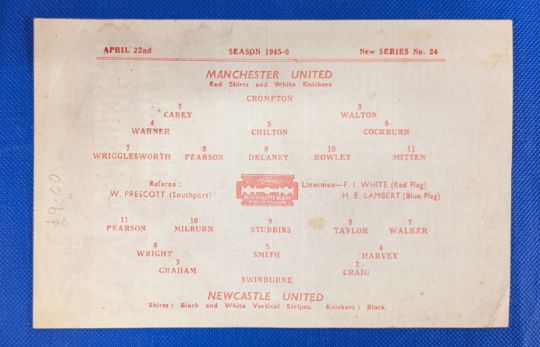 APRIL 22nd SEASON 1945-6 New SERIES No. 24
MANCHESTER UNITED
Red Shirts and White Knickers
CROMPTON
2 3
CAREY WALTON
4 5 6
WARNER CHILTON COCKBURN
7 8 9 10 11
WRIGGLESWORTH PEARSON DELANEY ROWLEY MITTEN
Referee : Linesmen—F. I. WHITE (Red Flag)
W. PRESCOTT (Southport) H. E. LAMBERT (Blue Flag)
11 10 9 8 7
PEARSON MILBURN STUBBINS TAYLOR WALKER
6 5 4
WRIGHT SMITH HARVEY
3 2
GRAHAM CRAIG
SWINBURNE
NEWCASTLE UNITED
Shirts : Black and White Vertical Stripes. Knickers : Black.
£9-00